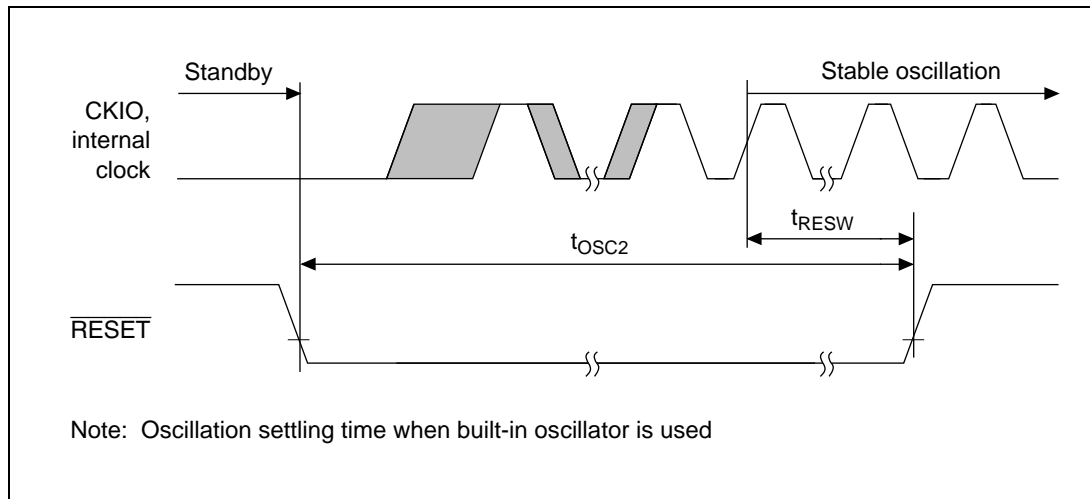 Standby
Stable oscillation
CKIO,
internal
clock
tRESW
tOSC2
RESET
Note: Oscillation settling time when built-in oscillator is used